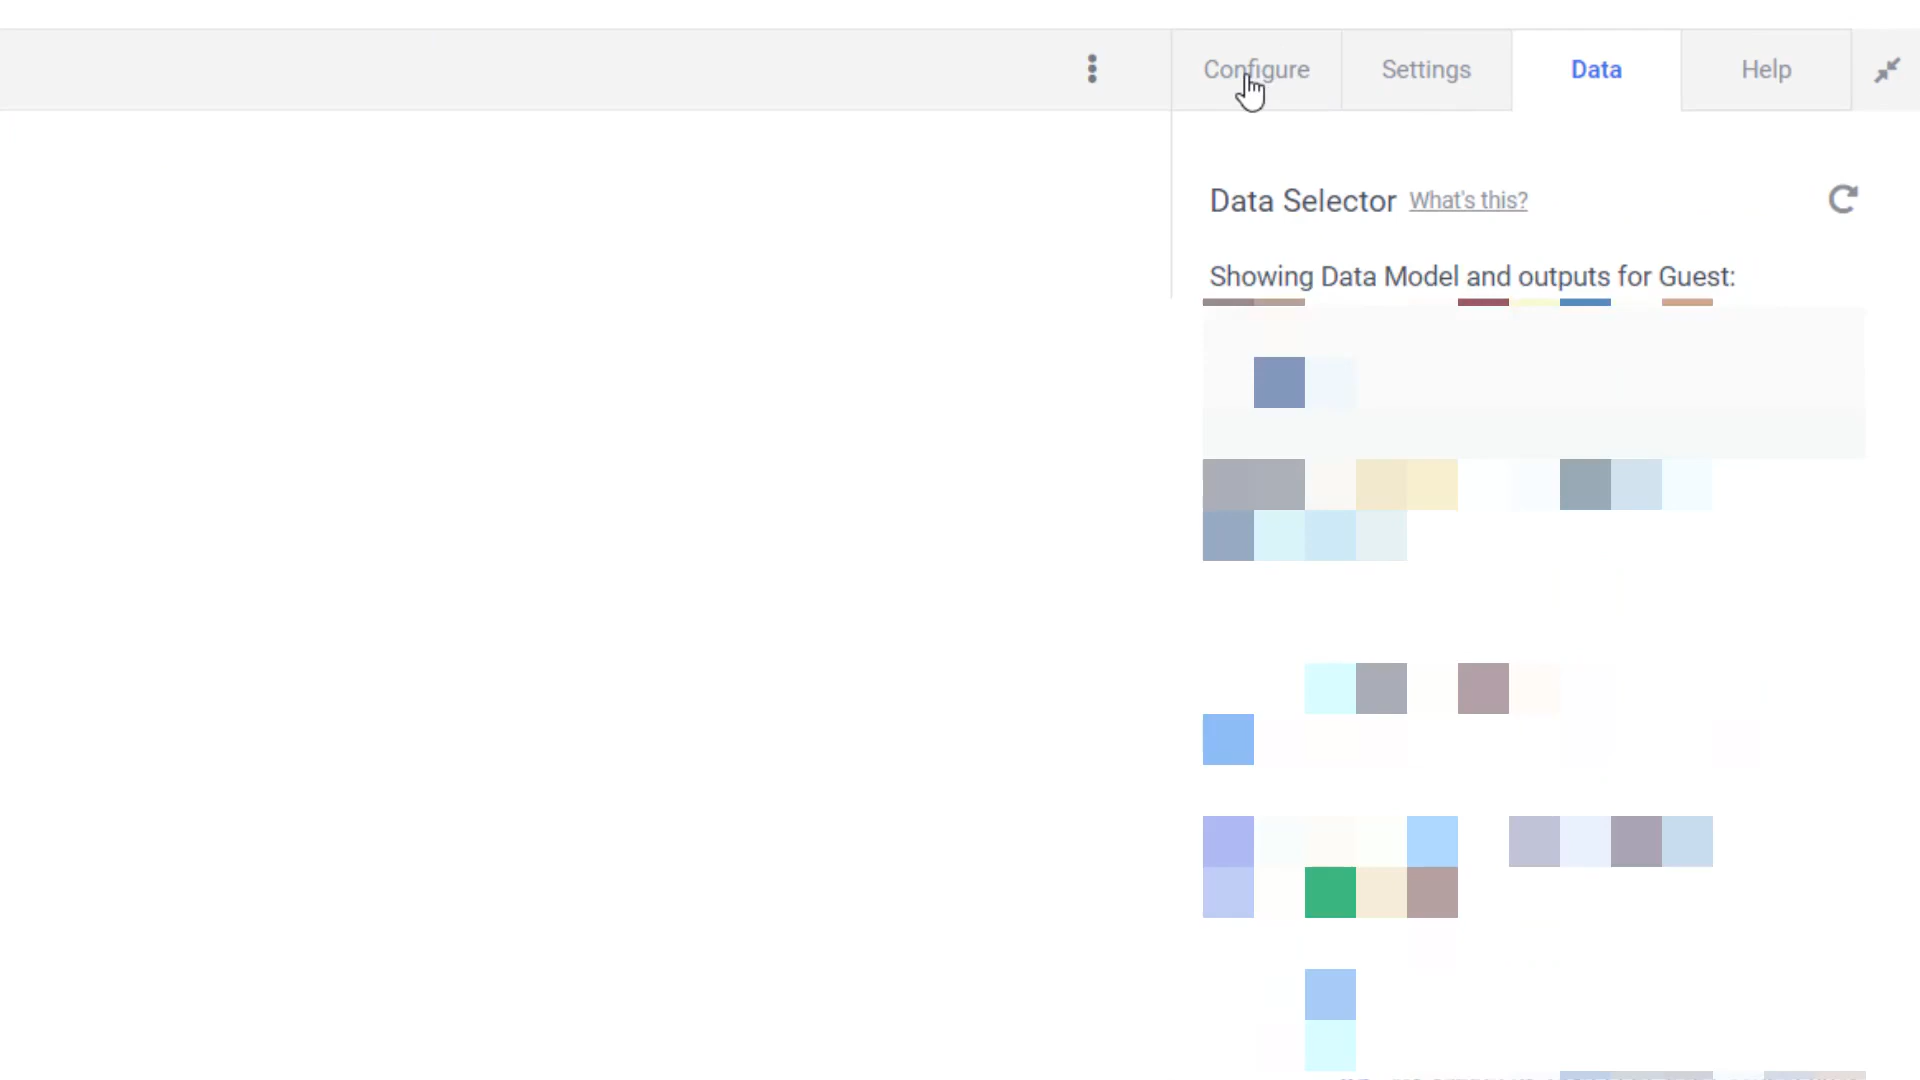 Configure Settings Data Help
Data Selector What's this?
Showing Data Model and outputs for Guest: